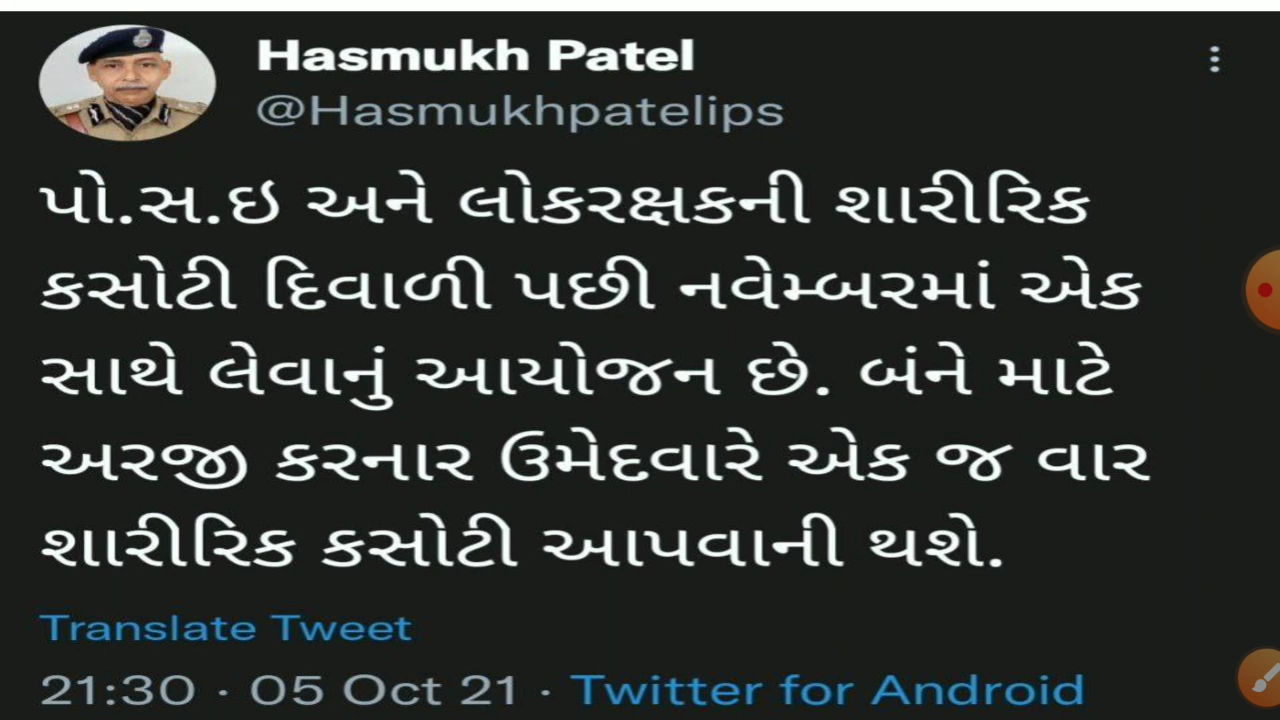 Hasmukh Patel
@Hasmukhpatelips
પો.સ.ઇ અને લોકરક્ષકની શારીરિક
કસોટી દિવાળી પછી નવેમ્બરમાં એક
સાથે લેવાનું આયોજન છે. બંને માટે
અરજી કરનાર ઉમેદવારે એક જ વાર
શારીરિક કસોટી આપવાની થશે.
Translate Tweet
21:30 · 05 Oct 21 · Twitter for Android